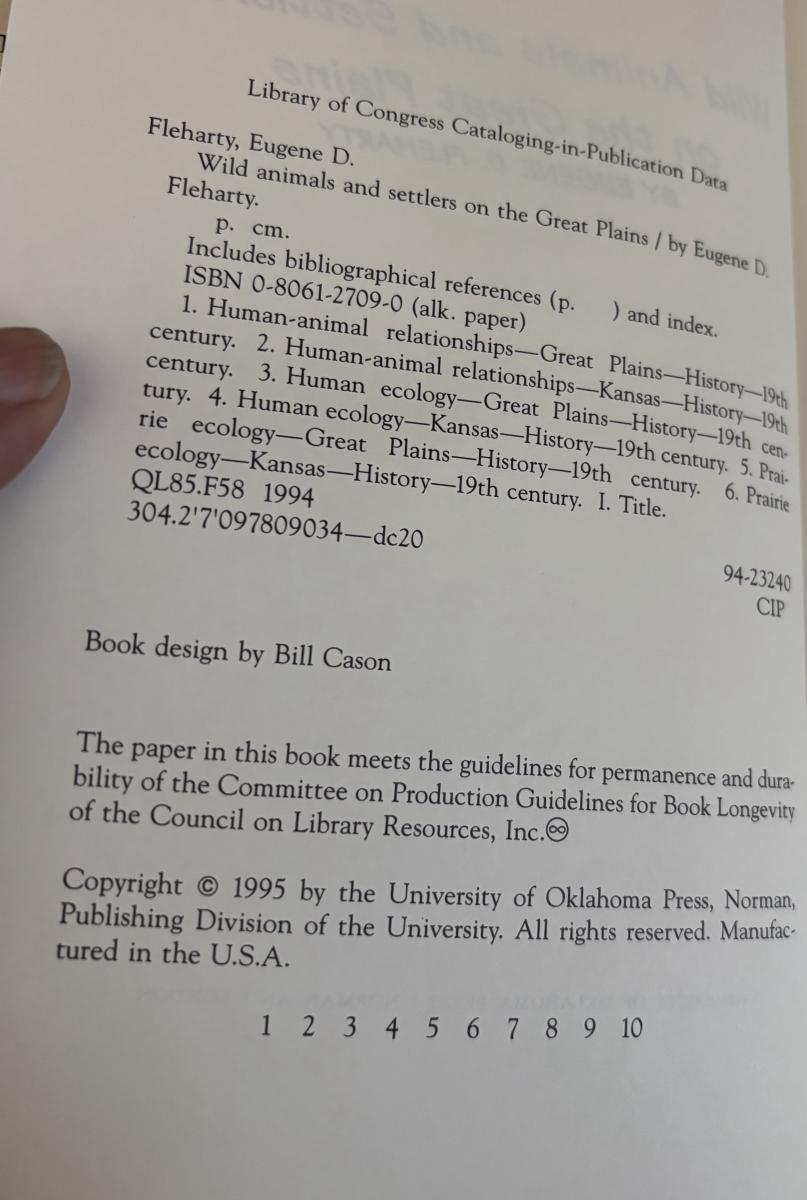 Library of Congress Cataloging-in-Publication Data
Fleharty, Eugene D.
Wild animals and settlers on the Great Plains / by Eugene D.
Fleharty.
p. cm.
Includes bibliographical references (p. ) and index.
ISBN 0-8061-2709-0 (alk. paper)
1. Human-animal relationships—Great Plains—History—19th
century. 2. Human-animal relationships—Kansas—History—19th
century. 3. Human ecology—Great Plains—History—19th cen-
tury. 4. Human ecology—Kansas—History—19th century. 5. Prai-
rie ecology—Great Plains—History—19th century. 6. Prairie
ecology—Kansas—History—19th century. I. Title.
QL85.F58 1994
304.2'7'097809034—dc20
94-23240
CIP
Book design by Bill Cason
The paper in this book meets the guidelines for permanence and dura-
bility of the Committee on Production Guidelines for Book Longevity
of the Council on Library Resources, Inc.♾
Copyright © 1995 by the University of Oklahoma Press, Norman,
Publishing Division of the University. All rights reserved. Manufac-
tured in the U.S.A.
1 2 3 4 5 6 7 8 9 10